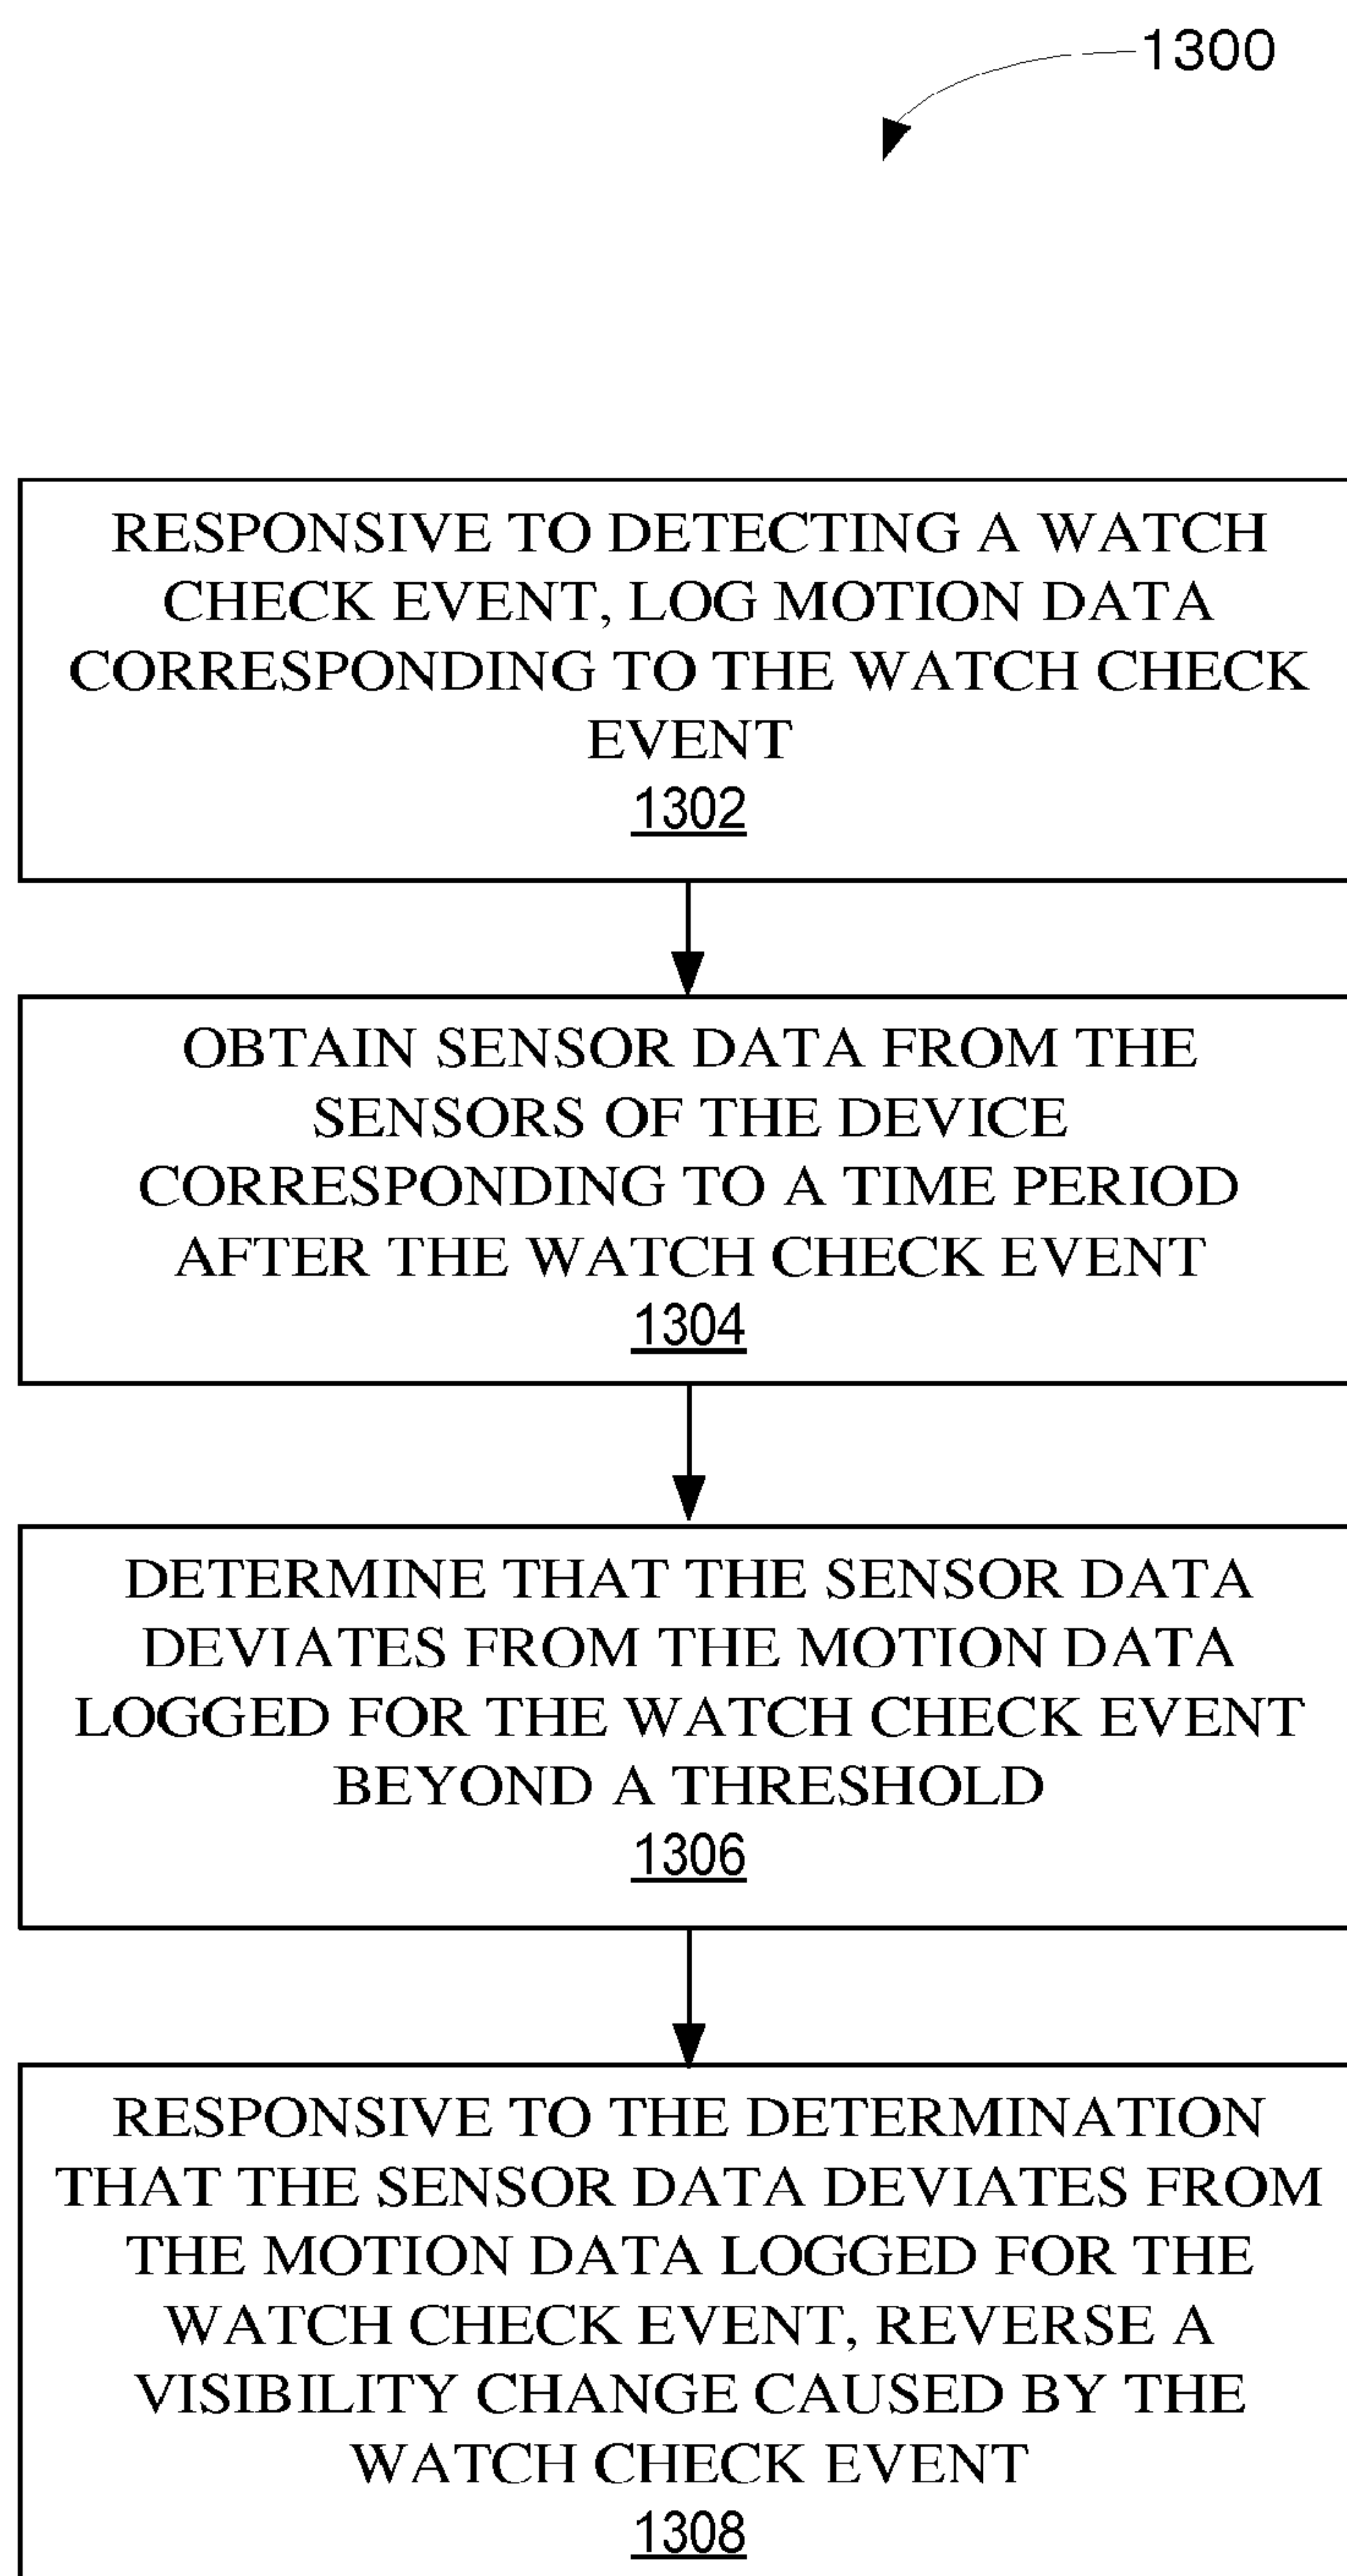 1300
RESPONSIVE TO DETECTING A WATCH
CHECK EVENT, LOG MOTION DATA
CORRESPONDING TO THE WATCH CHECK
EVENT
1302
OBTAIN SENSOR DATA FROM THE
SENSORS OF THE DEVICE
CORRESPONDING TO A TIME PERIOD
AFTER THE WATCH CHECK EVENT
1304
DETERMINE THAT THE SENSOR DATA
DEVIATES FROM THE MOTION DATA
LOGGED FOR THE WATCH CHECK EVENT
BEYOND A THRESHOLD
1306
RESPONSIVE TO THE DETERMINATION
THAT THE SENSOR DATA DEVIATES FROM
THE MOTION DATA LOGGED FOR THE
WATCH CHECK EVENT, REVERSE A
VISIBILITY CHANGE CAUSED BY THE
WATCH CHECK EVENT
1308